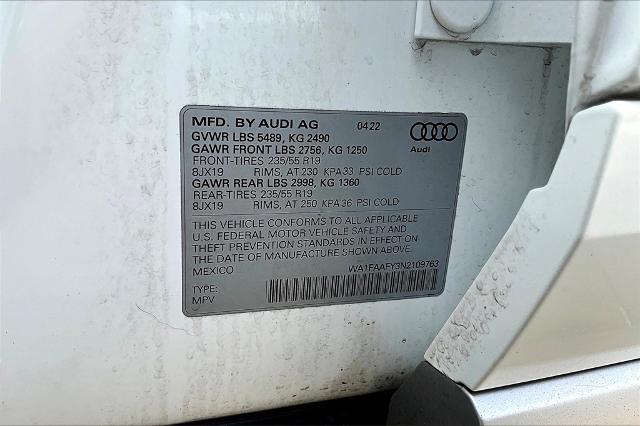 MFD. BY AUDI AG 04/22
GVWR LBS 5489, KG 2490
GAWR FRONT LBS 2756, KG 1250
FRONT-TIRES 235/55 R19
8JX19 RIMS, AT 230 KPA 33 PSI COLD
GAWR REAR LBS 2998, KG 1360
REAR-TIRES 235/55 R19
8JX19 RIMS, AT 250 KPA 36 PSI COLD
Audi
THIS VEHICLE CONFORMS TO ALL APPLICABLE
U.S. FEDERAL MOTOR VEHICLE SAFETY AND
THEFT PREVENTION STANDARDS IN EFFECT ON
THE DATE OF MANUFACTURE SHOWN ABOVE.
MEXICO WA1FAAFY3N2109763
TYPE:
MPV